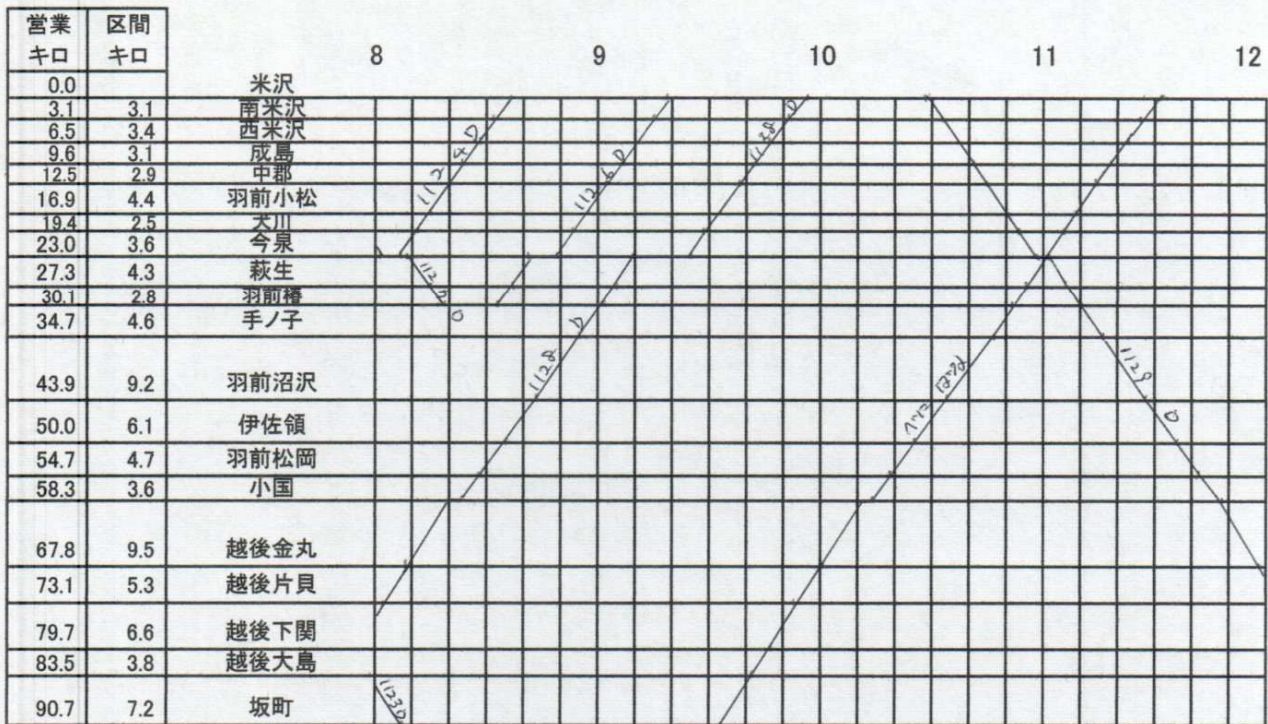 営業 区間
キロ キロ 8 9 10 11 12
0.0 米沢
3.1 3.1 南米沢
6.5 3.4 西米沢
9.6 3.1 成島
12.5 2.9 中郡
16.9 4.4 羽前小松
19.4 2.5 犬川
23.0 3.6 今泉
27.3 4.3 萩生
30.1 2.8 羽前椿
34.7 4.6 手ノ子
43.9 9.2 羽前沼沢
50.0 6.1 伊佐領
54.7 4.7 羽前松岡
58.3 3.6 小国
67.8 9.5 越後金丸
73.1 5.3 越後片貝
79.7 6.6 越後下関
83.5 3.8 越後大島
90.7 7.2 坂町
1124D
1126D
1138D
1128D
1129D
1123D